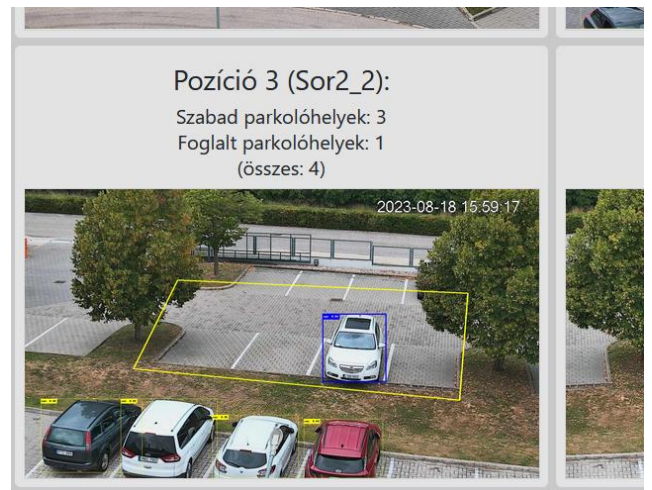 Pozíció 3 (Sor2_2):
Szabad parkolóhelyek: 3
Foglalt parkolóhelyek: 1
(összes: 4)
2023-08-18 15:59:17